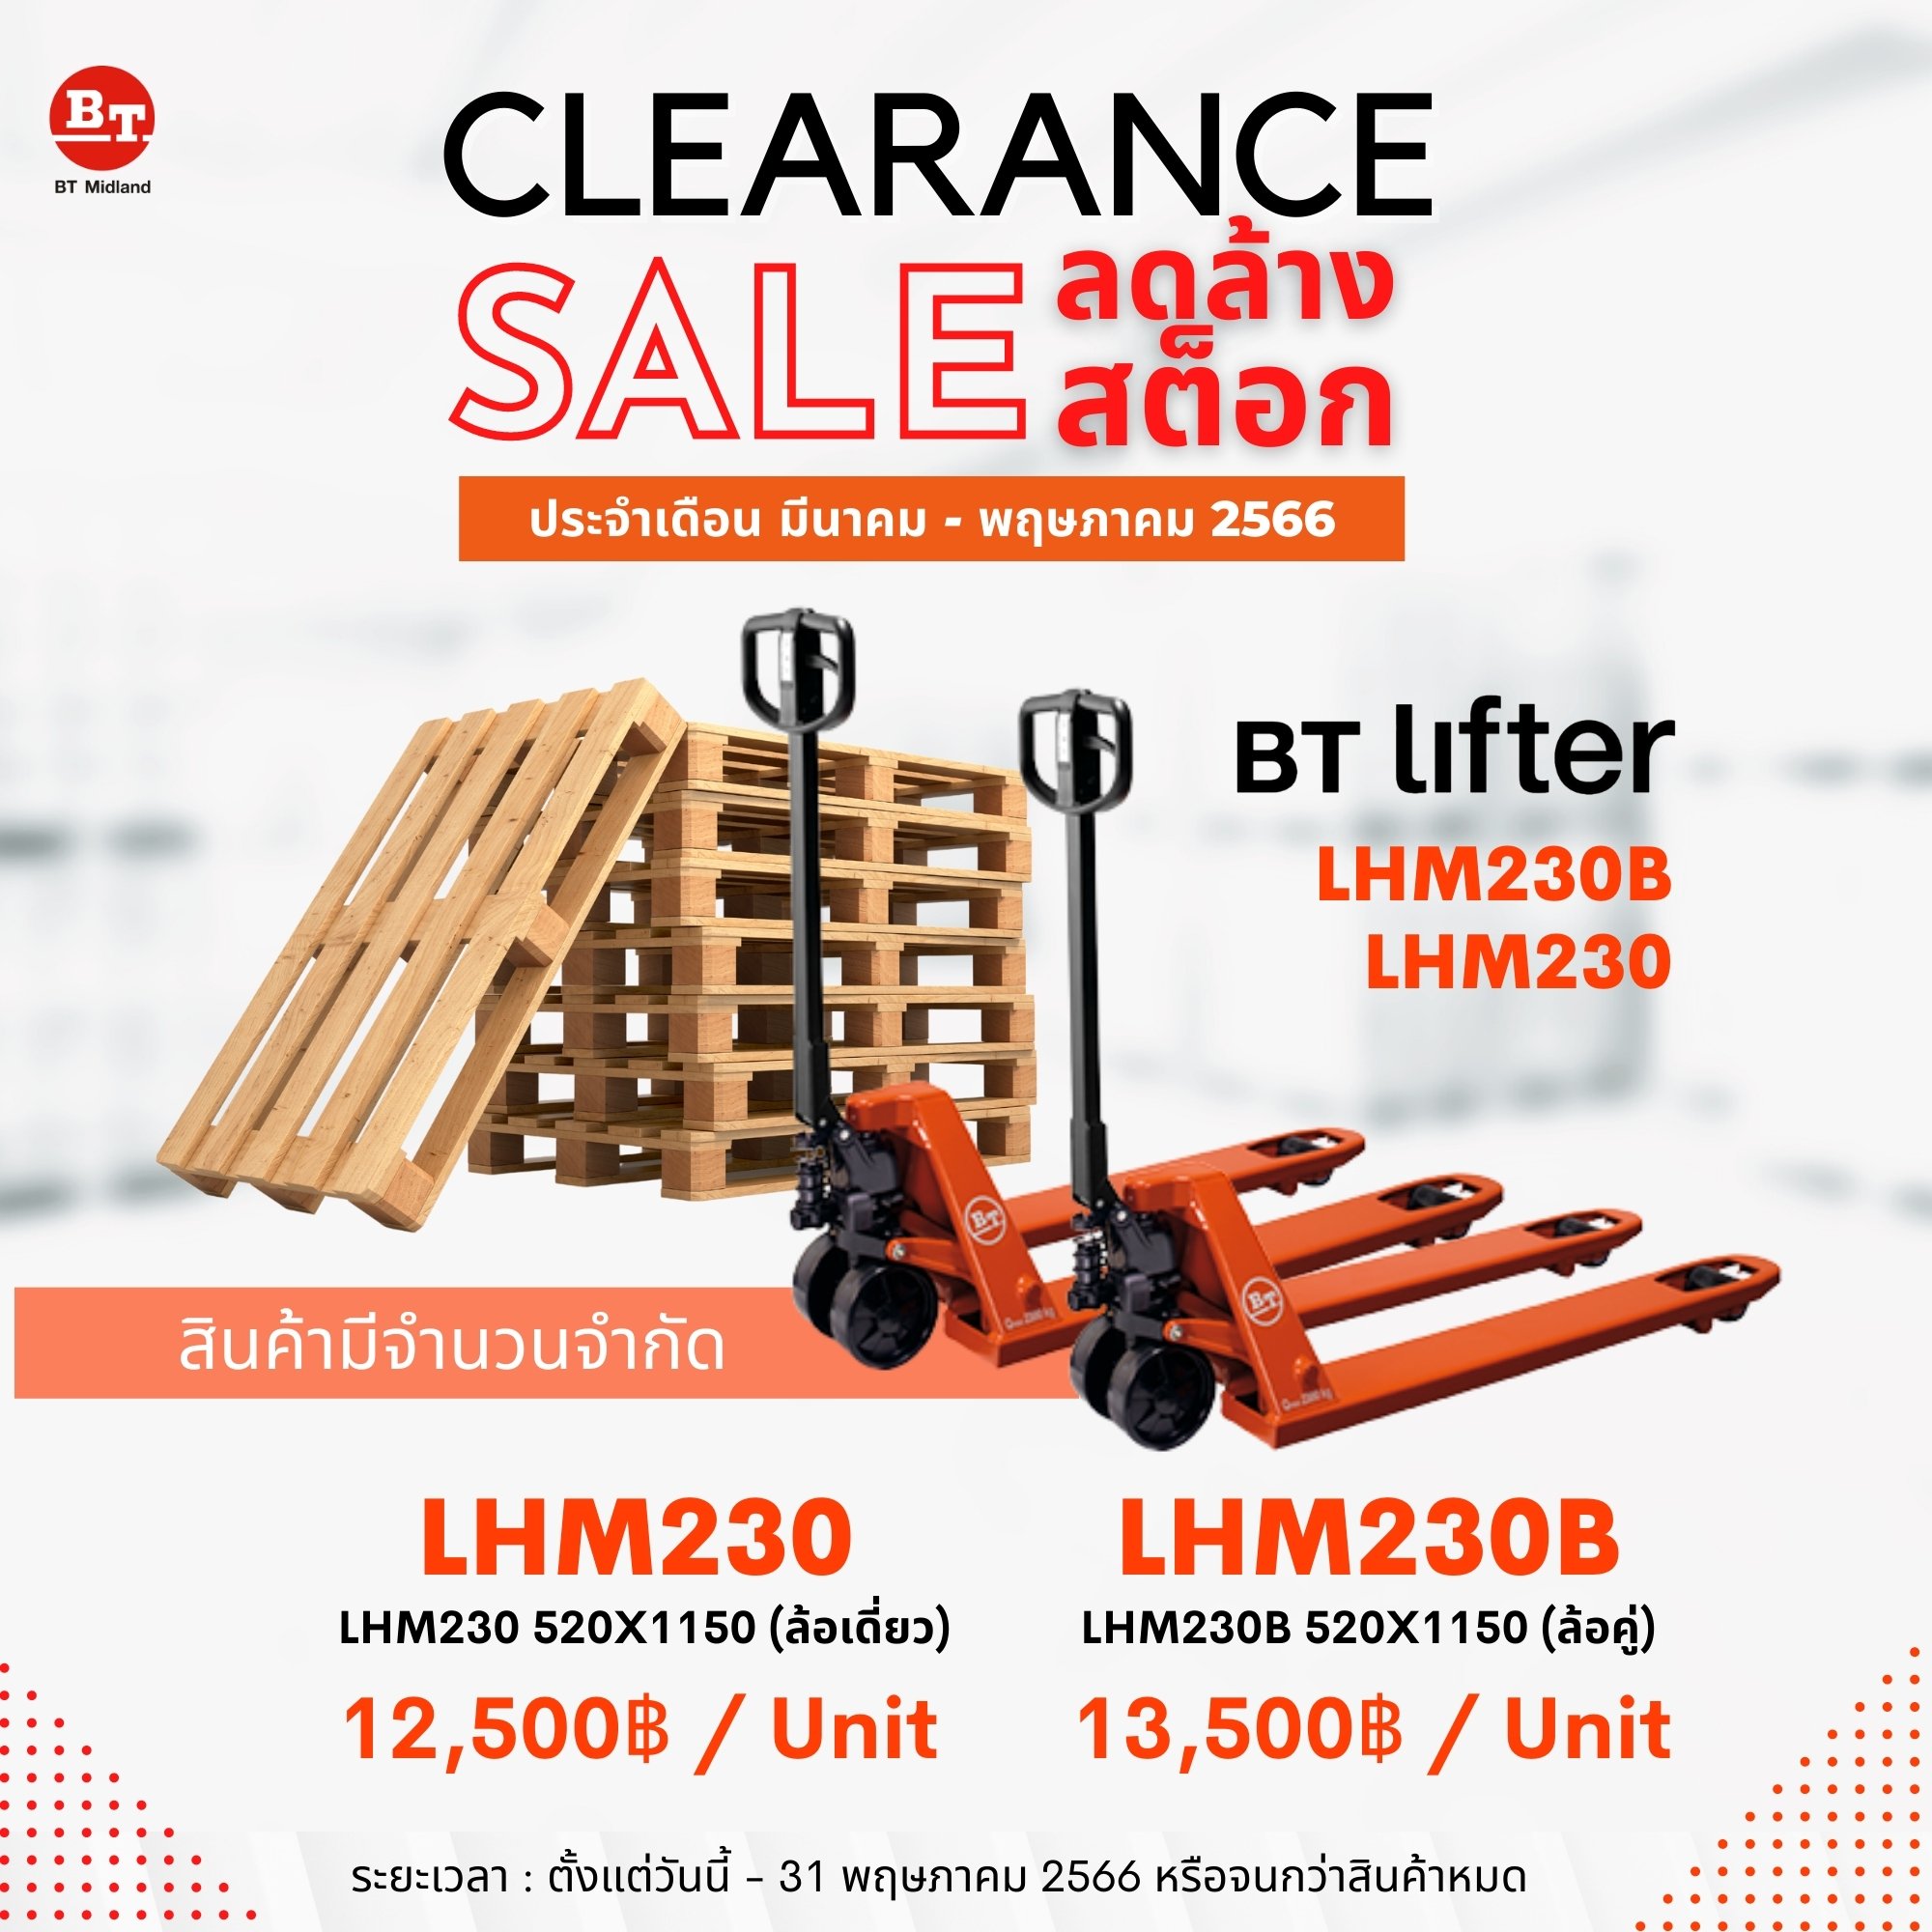 BT
BT Midland
CLEARANCE
SALE
ลดล้าง
สต็อก
ประจำเดือน มีนาคม - พฤษภาคม 2566
BT lifter
LHM230B
LHM230
BT
BT
สินค้ามีจำนวนจำกัด
LHM230
LHM230 520X1150 (ล้อเดี่ยว)
12,500฿ / Unit
LHM230B
LHM230B 520X1150 (ล้อคู่)
13,500฿ / Unit
ระยะเวลา : ตั้งแต่วันนี้ - 31 พฤษภาคม 2566 หรือจนกว่าสินค้าหมด